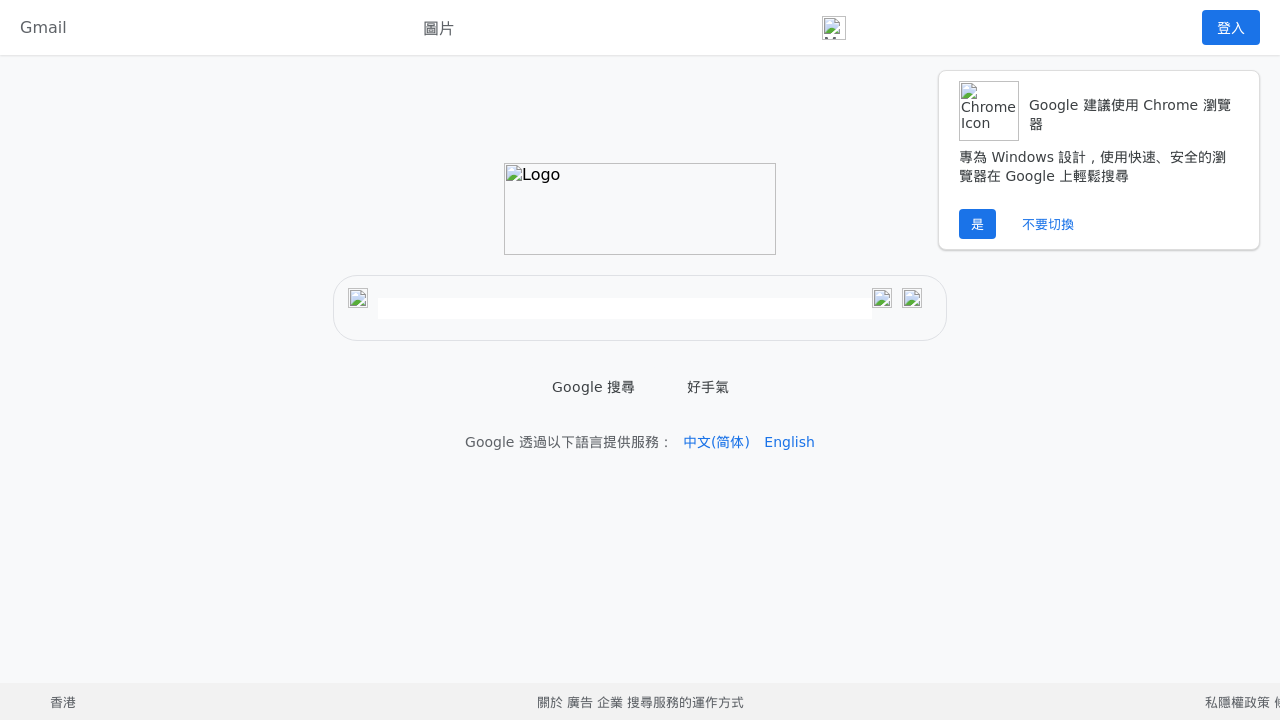 Gmail
圖片
登入
Chrome
Icon
Google 建議使用 Chrome 瀏覽
器
專為 Windows 設計，使用快速、安全的瀏
覽器在 Google 上輕鬆搜尋
是
不要切換
Logo
Google 搜尋
好手氣
Google 透過以下語言提供服務： 中文(简体) English
香港
關於 廣告 企業 搜尋服務的運作方式
私隱權政策